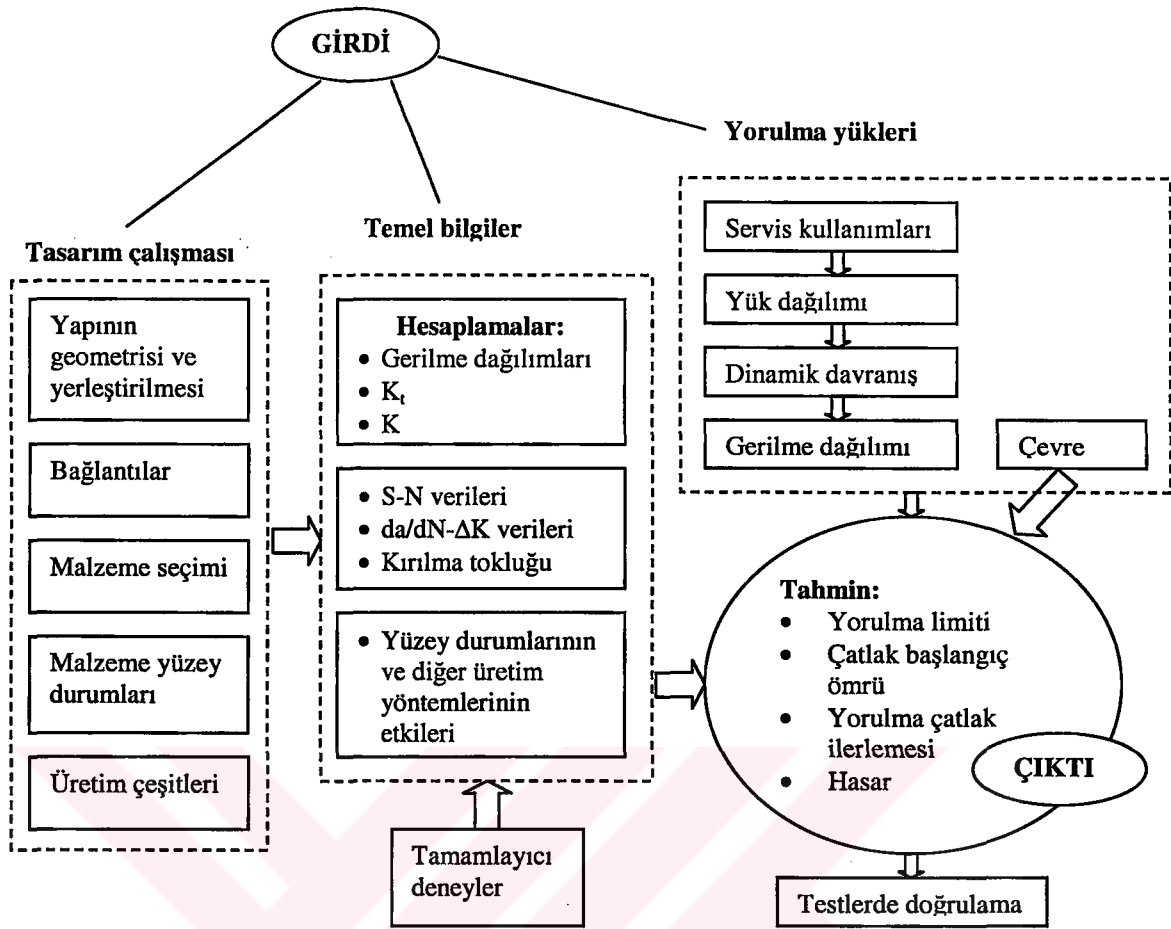 GİRDİ
Yorulma yükleri
Temel bilgiler
Tasarım çalışması
Yapının
geometrisi ve
yerleştirilmesi
Bağlantılar
Malzeme seçimi
Malzeme yüzey
durumları
Üretim çeşitleri
Hesaplamalar:
• Gerilme dağılımları
• Kt
• K
• S-N verileri
• da/dN-ΔK verileri
• Kırılma tokluğu
• Yüzey durumlarının
ve diğer üretim
yöntemlerinin
etkileri
Tamamlayıcı
deneyler
Servis kullanımları
Yük dağılımı
Dinamik davranış
Gerilme dağılımı
Çevre
Tahmin:
• Yorulma limiti
• Çatlak başlangıç
ömrü
• Yorulma çatlak
ilerlemesi
• Hasar
ÇIKTI
Testlerde doğrulama